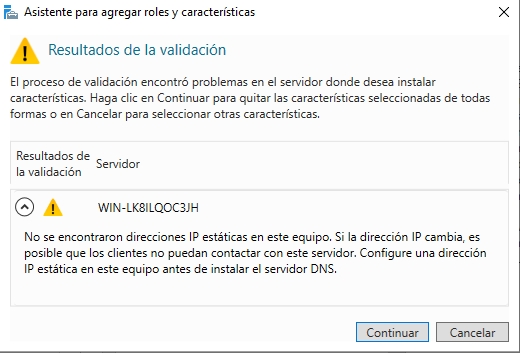 Asistente para agregar roles y características
Resultados de la validación
El proceso de validación encontró problemas en el servidor donde desea instalar
características. Haga clic en Continuar para quitar las características seleccionadas de todas
formas o en Cancelar para seleccionar otras características.
Resultados de
la validación
Servidor
WIN-LK8ILQOC3JH
No se encontraron direcciones IP estáticas en este equipo. Si la dirección IP cambia, es
posible que los clientes no puedan contactar con este servidor. Configure una dirección
IP estática en este equipo antes de instalar el servidor DNS.
Continuar
Cancelar